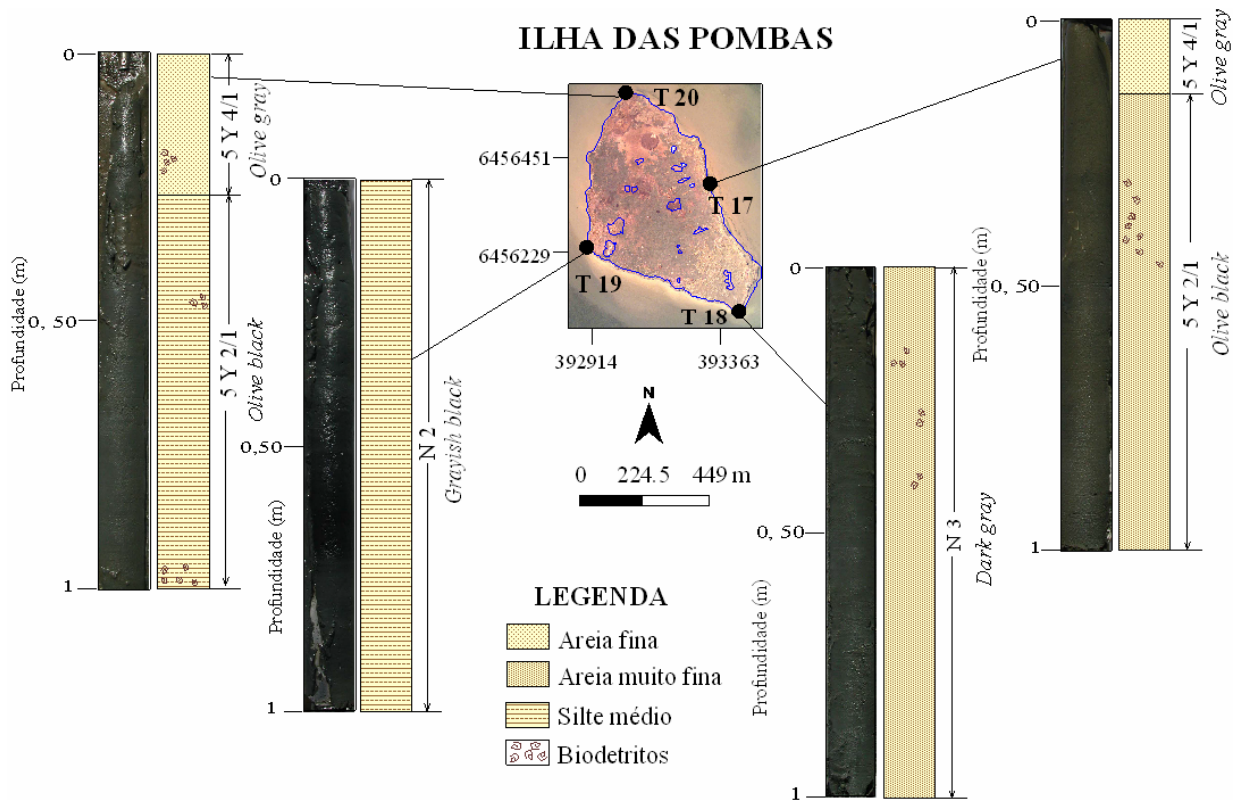 ILHA DAS POMBAS
0
0, 50
1
Profundidade (m)
5 Y 4/1
Olive gray
5 Y 2/1
Olive black
0
0,50
1
Profundidade (m)
N 2
Grayish black
T 20
T 17
T 19
T 18
6456451
6456229
392914
393363
N
0 224.5 449 m
LEGENDA
Areia fina
Areia muito fina
Silte médio
Biodetritos
0
0, 50
1
Profundidade (m)
N 3
Dark gray
0
0, 50
1
Profundidade (m)
5 Y 4/1
Olive gray
5 Y 2/1
Olive black